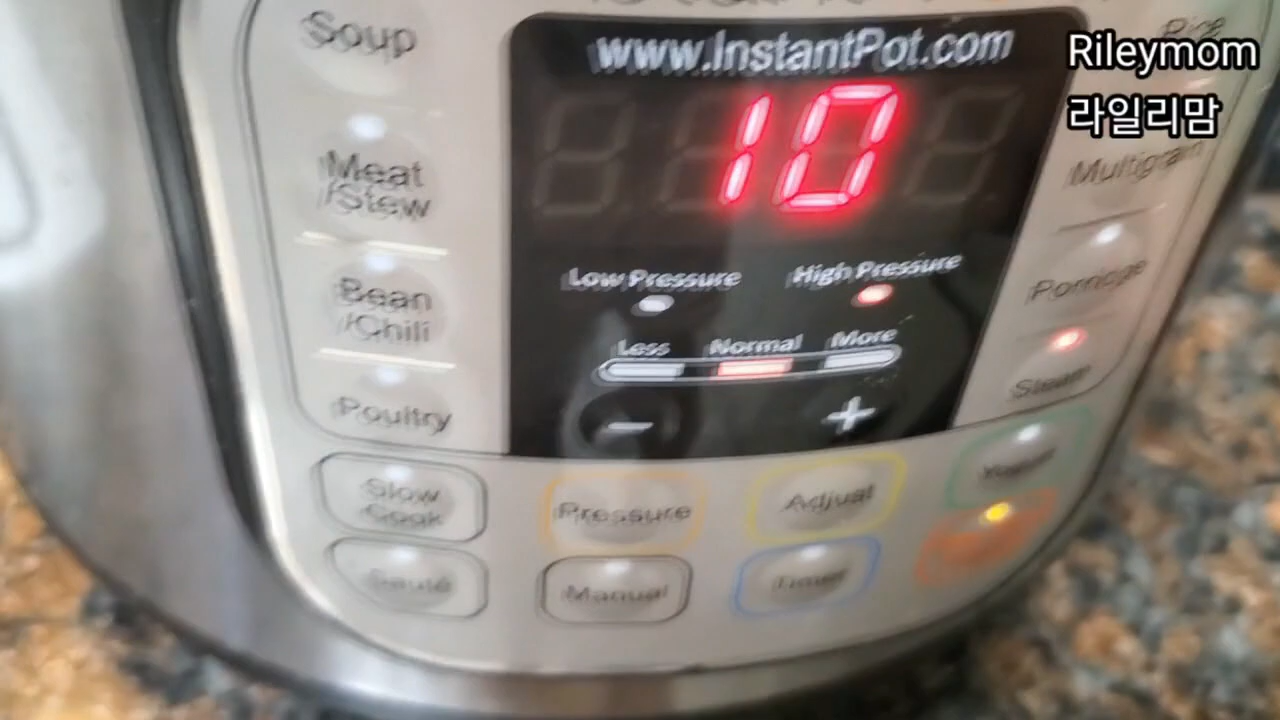 Soup
www.InstantPot.com
Rice
Rileymom
라일리맘
10
Meat
/Stew
Multigrain
Low Pressure
High Pressure
Bean
/Chili
Porridge
Less
Normal
More
Steam
Poultry
-
+
Slow
Cook
Pressure
Adjust
Yogurt
Sauté
Manual
Timer